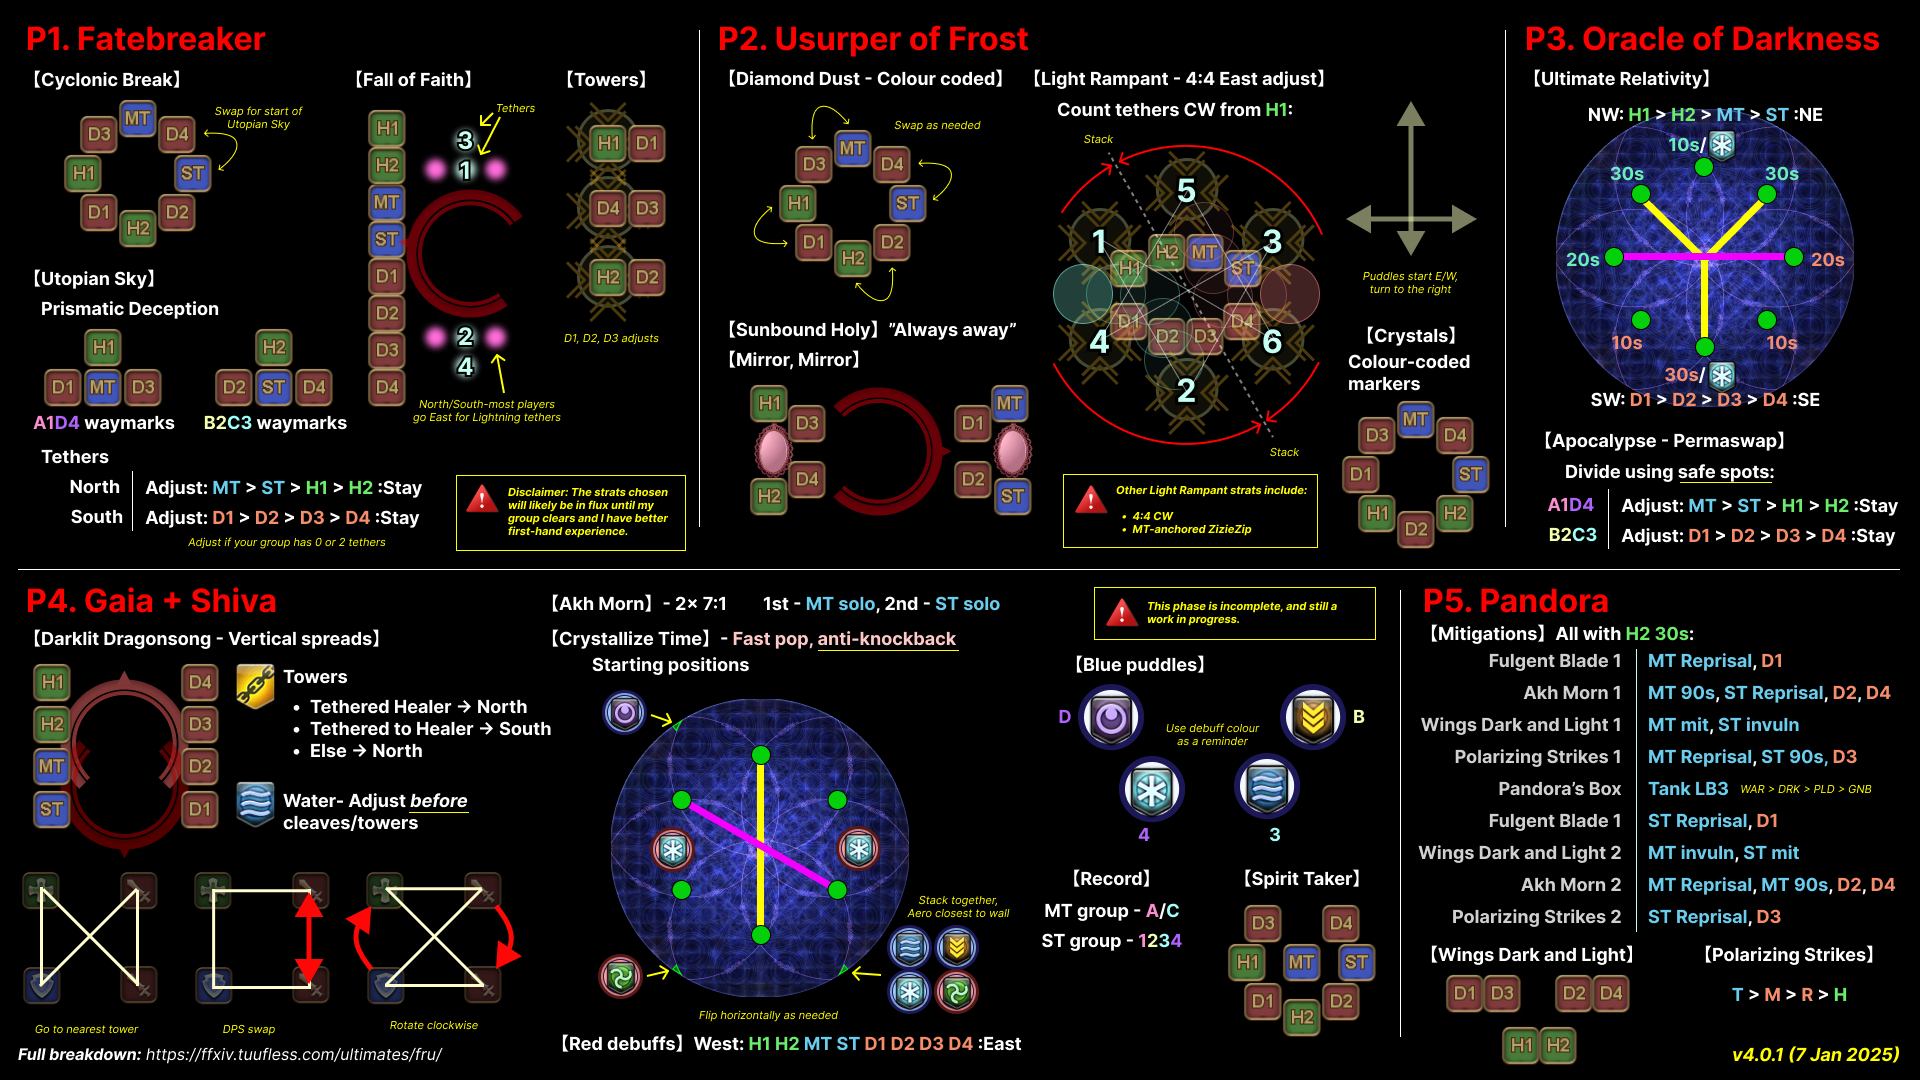 P1. Fatebreaker
【Cyclonic Break】
MT
D3
D4
H1
ST
D1
D2
H2
Swap for start of
Utopian Sky
【Fall of Faith】
H1
H2
MT
ST
D1
D2
D3
D4
Tethers
3
1
2
4
North/South-most players
go East for Lightning tethers
【Towers】
H1 D1
D4 D3
H2 D2
D1, D2, D3 adjusts
【Utopian Sky】
Prismatic Deception
H1
D1 MT D3
A1D4 waymarks
H2
D2 ST D4
B2C3 waymarks
Tethers
North Adjust: MT > ST > H1 > H2 :Stay
South Adjust: D1 > D2 > D3 > D4 :Stay
Adjust if your group has 0 or 2 tethers
Disclaimer: The strats chosen
will likely be in flux until my
group clears and I have better
first-hand experience.
P2. Usurper of Frost
【Diamond Dust - Colour coded】
MT
D3
D4
H1
ST
D1
D2
H2
Swap as needed
【Sunbound Holy】"Always away"
【Mirror, Mirror】
H1
D3
D4
H2
MT
D1
D2
ST
【Light Rampant - 4:4 East adjust】
Count tethers CW from H1:
Stack
5
1
3
H1 H2 MT ST
D1 D2 D3 D4
4
6
2
Stack
Puddles start E/W,
turn to the right
Other Light Rampant strats include:
• 4:4 CW
• MT-anchored ZizieZip
【Crystals】
Colour-coded
markers
MT
D3
D4
D1
ST
H1
H2
D2
P3. Oracle of Darkness
【Ultimate Relativity】
NW: H1 > H2 > MT > ST :NE
10s/
30s
30s
20s
20s
10s
10s
30s/
SW: D1 > D2 > D3 > D4 :SE
【Apocalypse - Permaswap】
Divide using safe spots:
A1D4 Adjust: MT > ST > H1 > H2 :Stay
B2C3 Adjust: D1 > D2 > D3 > D4 :Stay
P4. Gaia + Shiva
【Darklit Dragonsong - Vertical spreads】
H1
H2
MT
ST
D4
D3
D2
D1
Towers
• Tethered Healer → North
• Tethered to Healer → South
• Else → North
Water- Adjust before
cleaves/towers
Go to nearest tower
DPS swap
Rotate clockwise
Full breakdown: https://ffxiv.tuufless.com/ultimates/fru/
【Akh Morn】 - 2× 7:1 1st - MT solo, 2nd - ST solo
【Crystallize Time】 - Fast pop, anti-knockback
Starting positions
Stack together,
Aero closest to wall
Flip horizontally as needed
【Red debuffs】West: H1 H2 MT ST D1 D2 D3 D4 :East
This phase is incomplete, and still a
work in progress.
【Blue puddles】
D
B
Use debuff colour
as a reminder
4
3
【Record】
MT group - A/C
ST group - 1234
【Spirit Taker】
D3 D4
H1 MT ST
D1 D2
H2
P5. Pandora
【Mitigations】All with H2 30s:
Fulgent Blade 1 MT Reprisal, D1
Akh Morn 1 MT 90s, ST Reprisal, D2, D4
Wings Dark and Light 1 MT mit, ST invuln
Polarizing Strikes 1 MT Reprisal, ST 90s, D3
Pandora's Box Tank LB3 WAR > DRK > PLD > GNB
Fulgent Blade 1 ST Reprisal, D1
Wings Dark and Light 2 MT invuln, ST mit
Akh Morn 2 MT Reprisal, MT 90s, D2, D4
Polarizing Strikes 2 ST Reprisal, D3
【Wings Dark and Light】
D1 D3 D2 D4
H1 H2
【Polarizing Strikes】
T > M > R > H
v4.0.1 (7 Jan 2025)